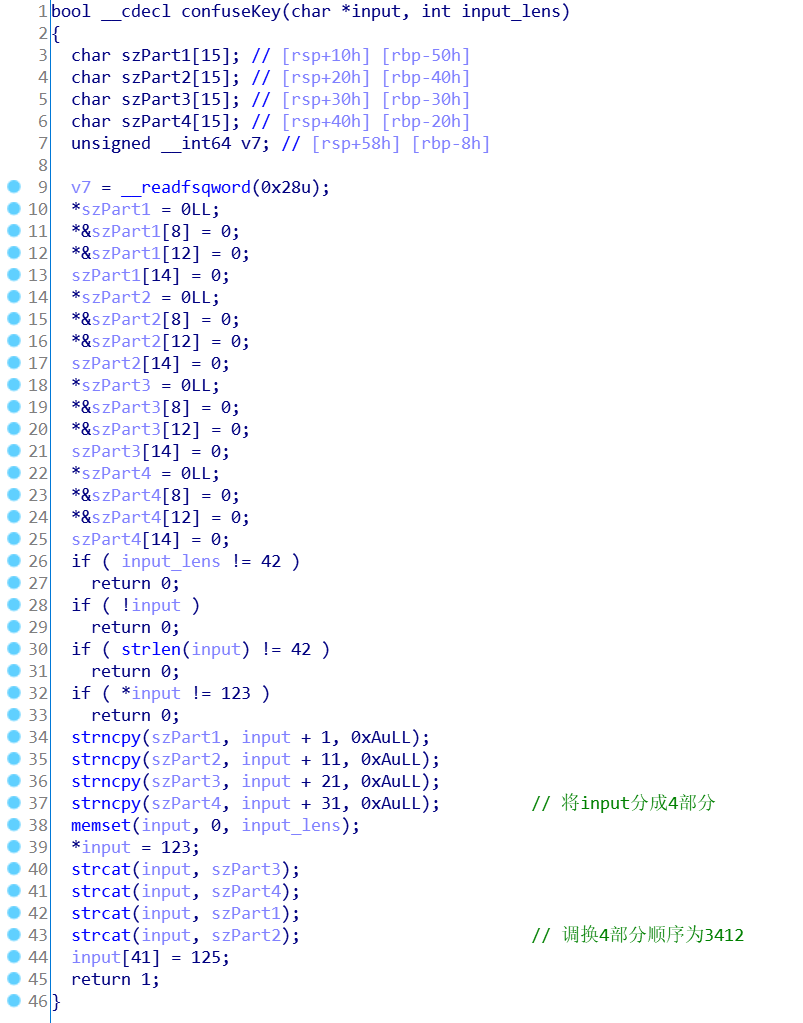 1 bool __cdecl confuseKey(char *input, int input_lens)
2 {
3 char szPart1[15]; // [rsp+10h] [rbp-50h]
4 char szPart2[15]; // [rsp+20h] [rbp-40h]
5 char szPart3[15]; // [rsp+30h] [rbp-30h]
6 char szPart4[15]; // [rsp+40h] [rbp-20h]
7 unsigned __int64 v7; // [rsp+58h] [rbp-8h]
8
9 v7 = __readfsqword(0x28u);
10 *szPart1 = 0LL;
11 *&szPart1[8] = 0;
12 *&szPart1[12] = 0;
13 szPart1[14] = 0;
14 *szPart2 = 0LL;
15 *&szPart2[8] = 0;
16 *&szPart2[12] = 0;
17 szPart2[14] = 0;
18 *szPart3 = 0LL;
19 *&szPart3[8] = 0;
20 *&szPart3[12] = 0;
21 szPart3[14] = 0;
22 *szPart4 = 0LL;
23 *&szPart4[8] = 0;
24 *&szPart4[12] = 0;
25 szPart4[14] = 0;
26 if ( input_lens != 42 )
27 return 0;
28 if ( !input )
29 return 0;
30 if ( strlen(input) != 42 )
31 return 0;
32 if ( *input != 123 )
33 return 0;
34 strncpy(szPart1, input + 1, 0xAuLL);
35 strncpy(szPart2, input + 11, 0xAuLL);
36 strncpy(szPart3, input + 21, 0xAuLL);
37 strncpy(szPart4, input + 31, 0xAuLL); // 将input分成4部分
38 memset(input, 0, input_lens);
39 *input = 123;
40 strcat(input, szPart3);
41 strcat(input, szPart4);
42 strcat(input, szPart1);
43 strcat(input, szPart2); // 调换4部分顺序为3412
44 input[41] = 125;
45 return 1;
46 }